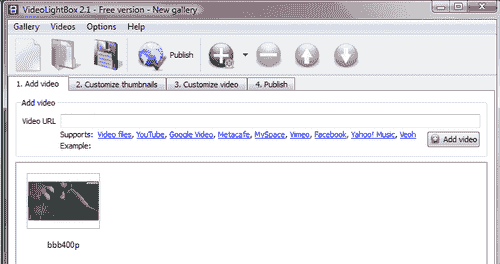 VideoLightBox 2.1 - Free version - New gallery
Gallery Videos Options Help
Publish
1. Add video 2. Customize thumbnails 3. Customize video 4. Publish
Add video
Video URL
Supports: Video files, YouTube, Google Video, Metacafe, MySpace, Vimeo, Facebook, Yahoo! Music, Veoh
Example:
Add video
bbb400p